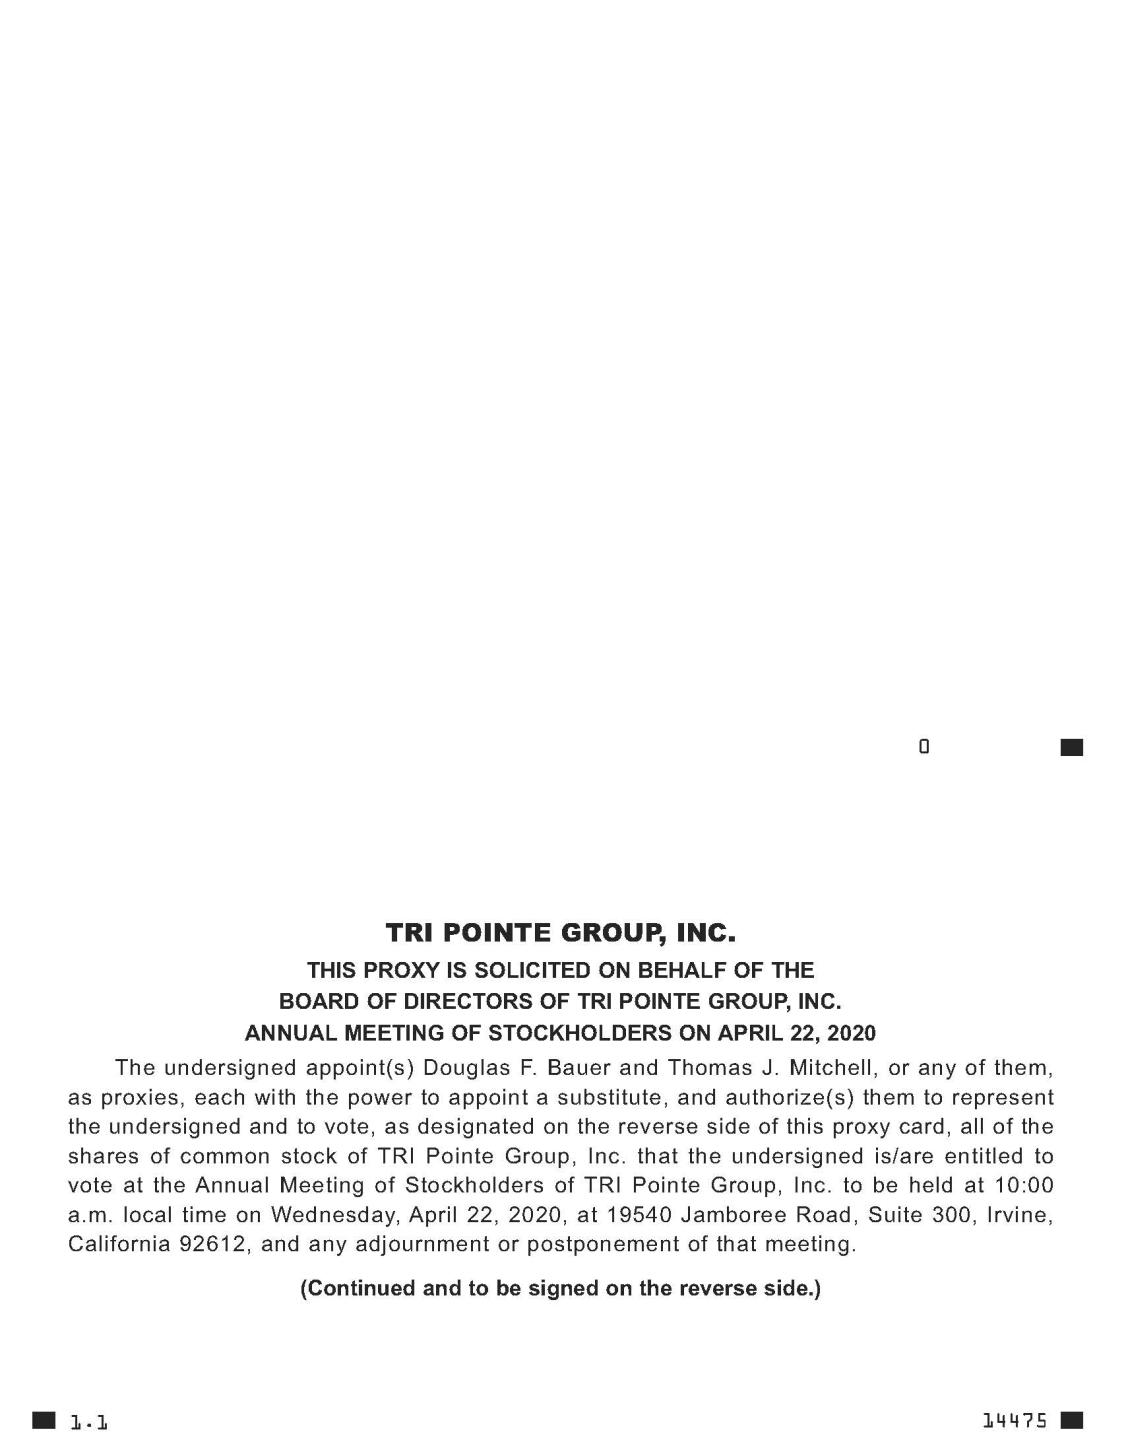 0
TRI POINTE GROUP, INC.
THIS PROXY IS SOLICITED ON BEHALF OF THE
BOARD OF DIRECTORS OF TRI POINTE GROUP, INC.
ANNUAL MEETING OF STOCKHOLDERS ON APRIL 22, 2020
The undersigned appoint(s) Douglas F. Bauer and Thomas J. Mitchell, or any of them,
as proxies, each with the power to appoint a substitute, and authorize(s) them to represent
the undersigned and to vote, as designated on the reverse side of this proxy card, all of the
shares of common stock of TRI Pointe Group, Inc. that the undersigned is/are entitled to
vote at the Annual Meeting of Stockholders of TRI Pointe Group, Inc. to be held at 10:00
a.m. local time on Wednesday, April 22, 2020, at 19540 Jamboree Road, Suite 300, Irvine,
California 92612, and any adjournment or postponement of that meeting.
(Continued and to be signed on the reverse side.)
1.1 14475